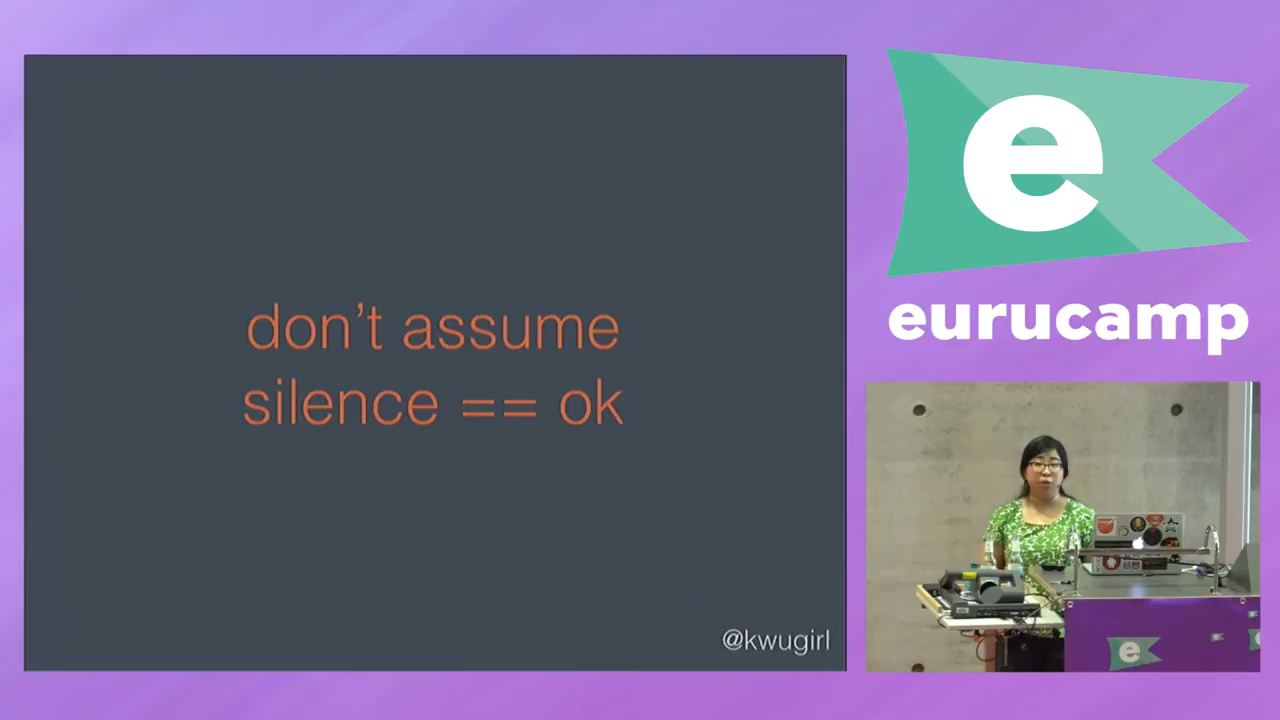 don't assume
silence == ok
@kwugirl
e
eurucamp
e